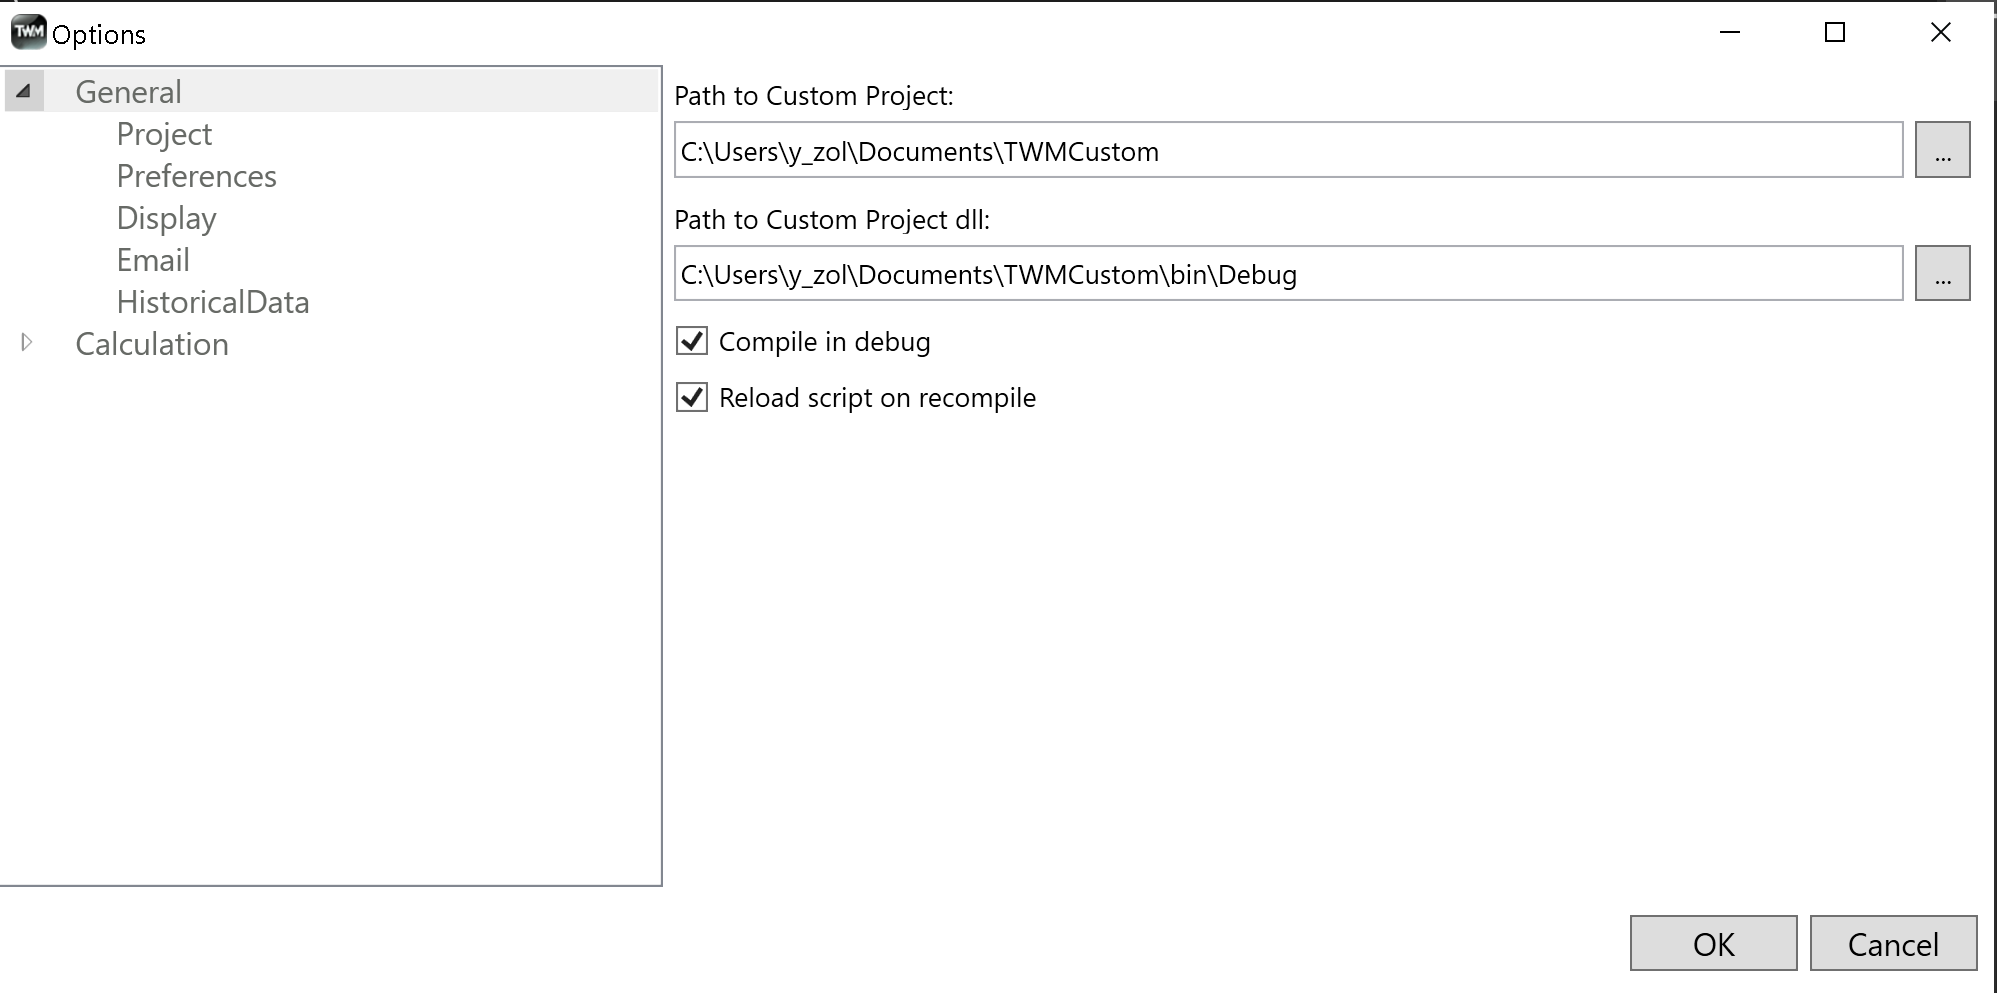 TWM Options
General
Project
Preferences
Display
Email
HistoricalData
Calculation
Path to Custom Project:
C:\Users\y_zol\Documents\TWMCustom
...
Path to Custom Project dll:
C:\Users\y_zol\Documents\TWMCustom\bin\Debug
...
Compile in debug
Reload script on recompile
OK Cancel